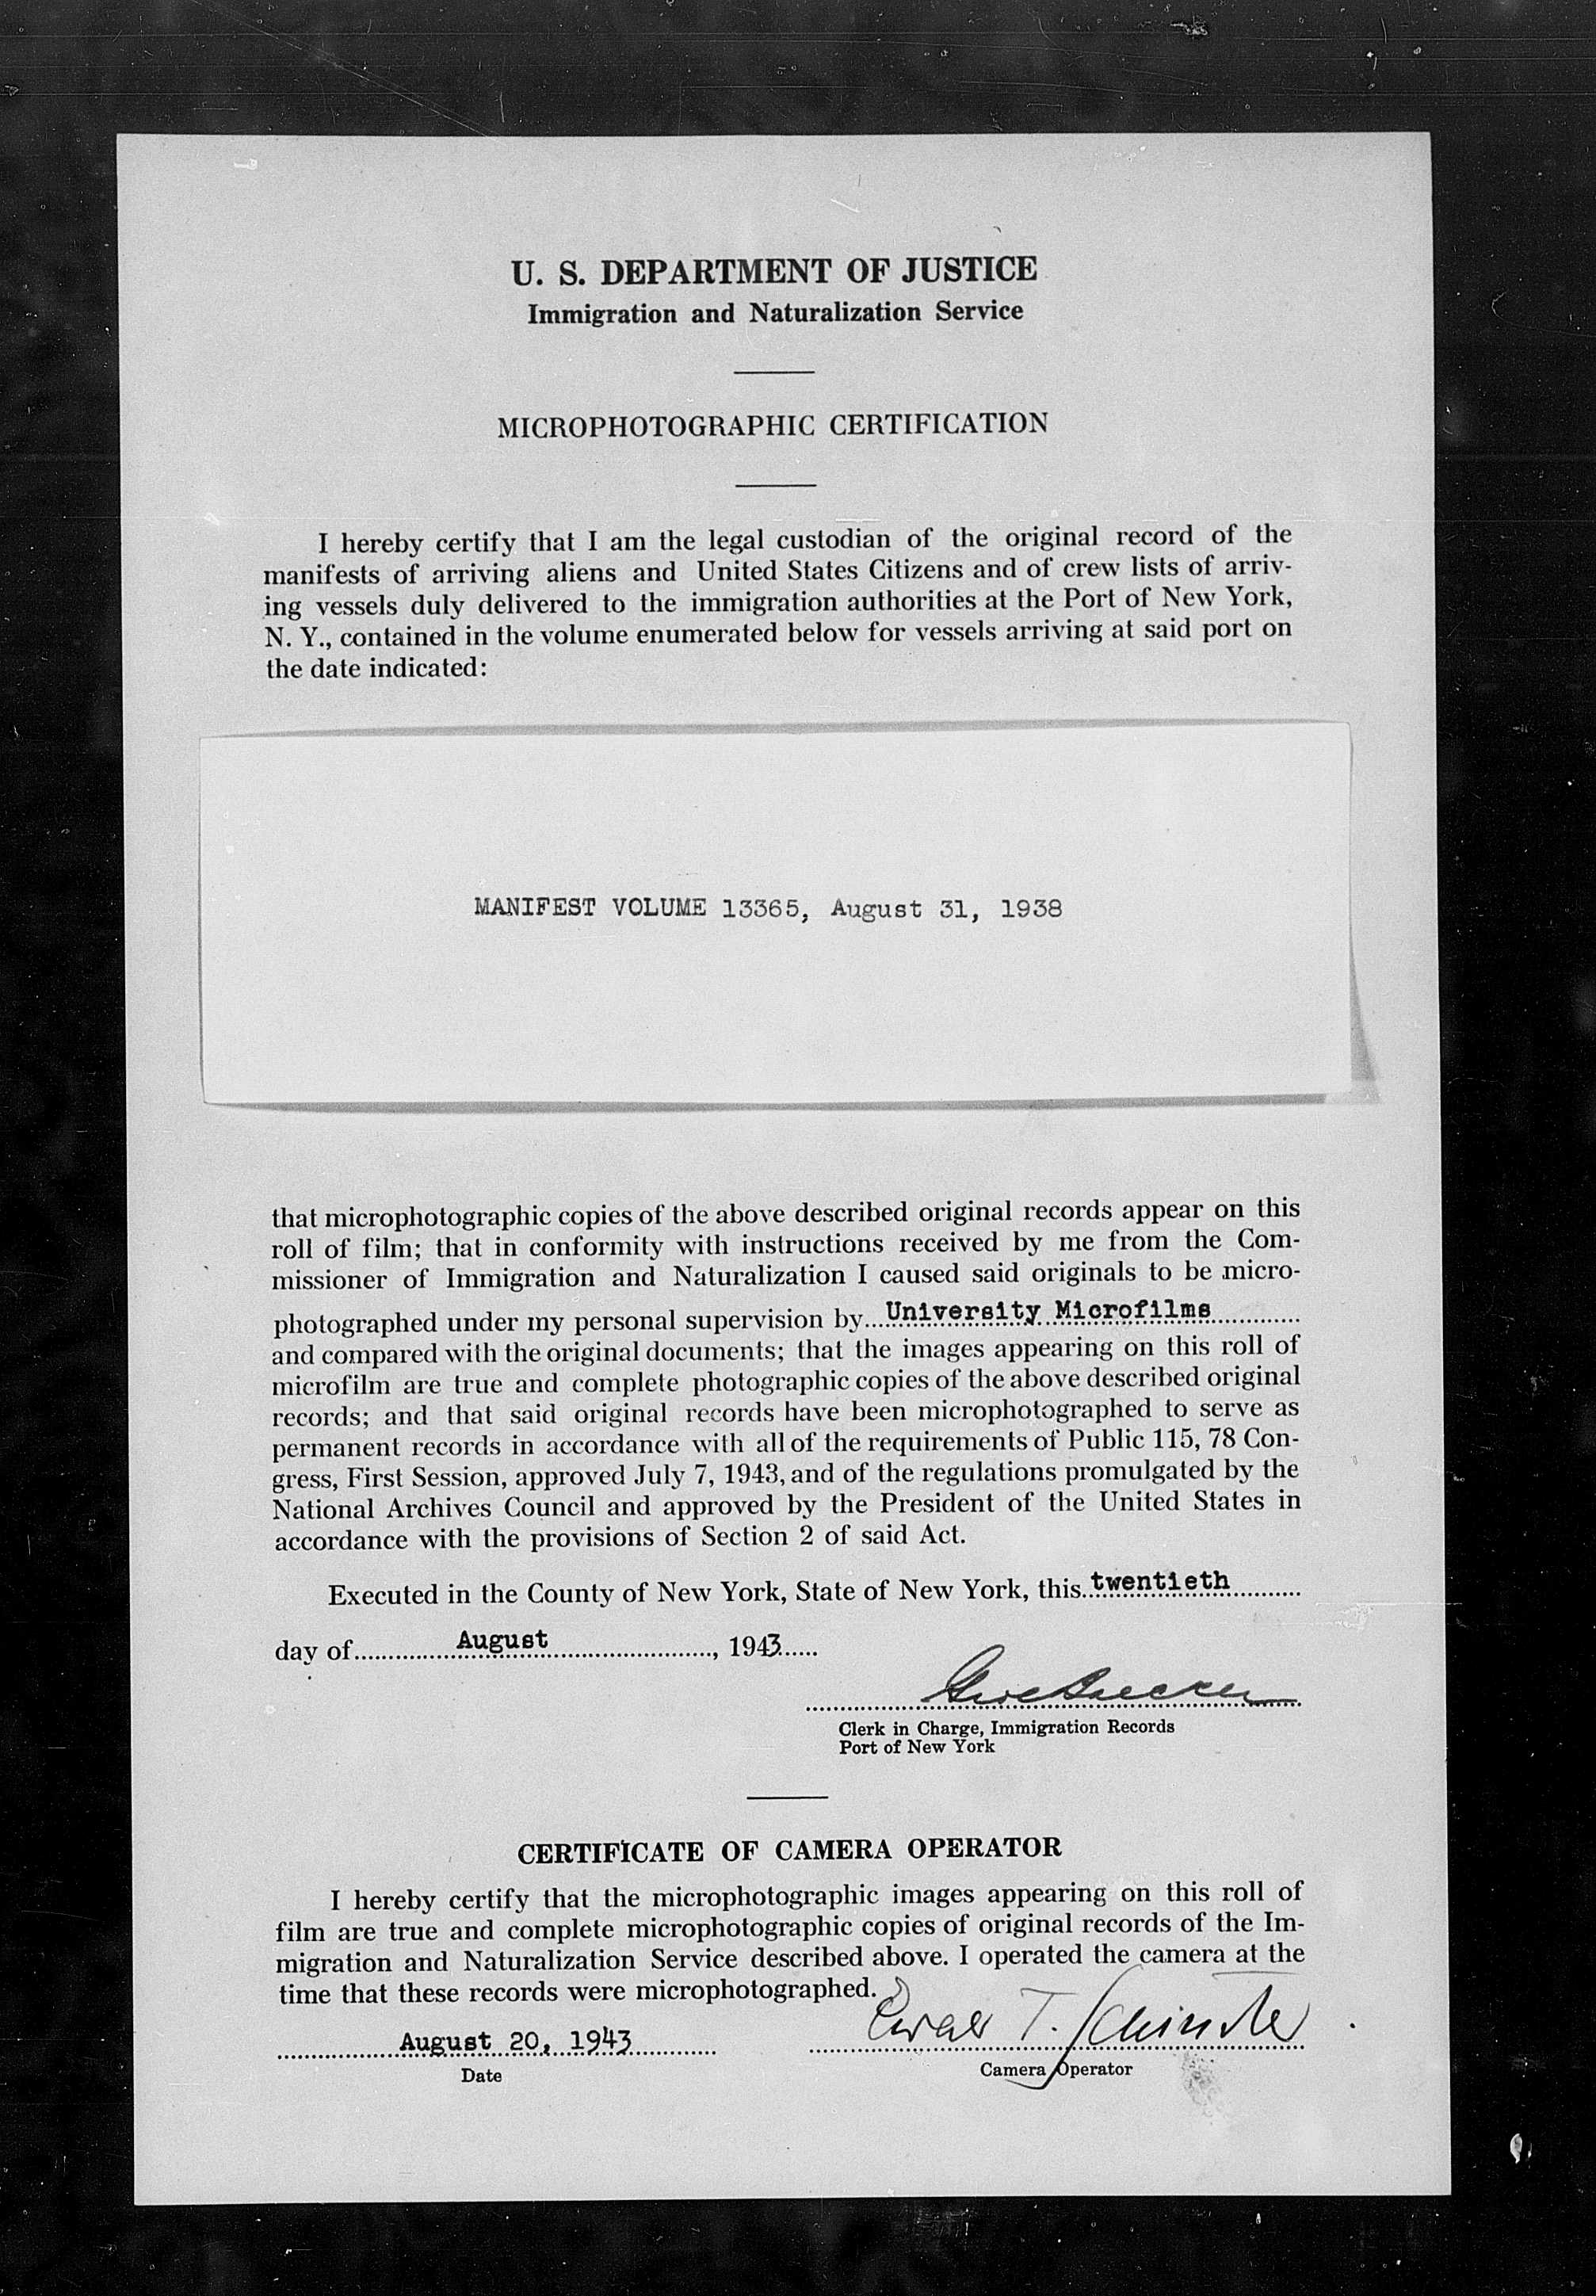 U. S. DEPARTMENT OF JUSTICE
Immigration and Naturalization Service
MICROPHOTOGRAPHIC CERTIFICATION
I hereby certify that I am the legal custodian of the original record of the
manifests of arriving aliens and United States Citizens and of crew lists of arriv-
ing vessels duly delivered to the immigration authorities at the Port of New York,
N. Y., contained in the volume enumerated below for vessels arriving at said port on
the date indicated:
MANIFEST VOLUME 13365, August 31, 1938
that microphotographic copies of the above described original records appear on this
roll of film; that in conformity with instructions received by me from the Com-
missioner of Immigration and Naturalization I caused said originals to be micro-
photographed under my personal supervision by University Microfilms
and compared with the original documents; that the images appearing on this roll of
microfilm are true and complete photographic copies of the above described original
records; and that said original records have been microphotographed to serve as
permanent records in accordance with all of the requirements of Public 115, 78 Con-
gress, First Session, approved July 7, 1943, and of the regulations promulgated by the
National Archives Council and approved by the President of the United States in
accordance with the provisions of Section 2 of said Act.
Executed in the County of New York, State of New York, this twentieth
day of August, 1943
Clerk in Charge, Immigration Records
Port of New York
CERTIFICATE OF CAMERA OPERATOR
I hereby certify that the microphotographic images appearing on this roll of
film are true and complete microphotographic copies of original records of the Im-
migration and Naturalization Service described above. I operated the camera at the
time that these records were microphotographed.
T.
August 20, 1943
Date
Camera Operator